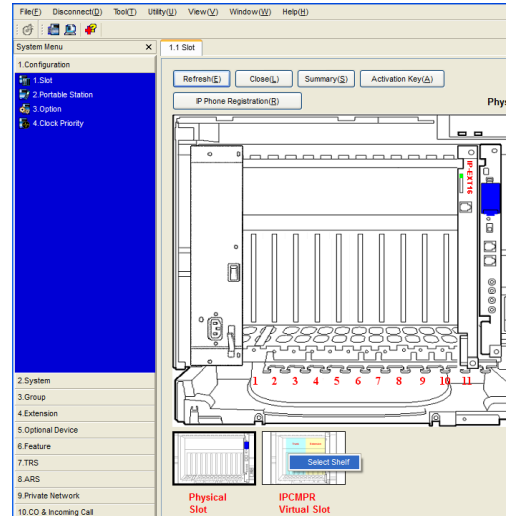 File(F) Disconnect(D) Tool(T) Utility(U) View(V) Window(W) Help(H)
System Menu X
1.1 Slot
1.Configuration
1.Slot
2.Portable Station
3.Option
4.Clock Priority
Refresh(E) Close(L) Summary(S) Activation Key(A)
IP Phone Registration(R)
Phys
IP-EXT16
1 2 3 4 5 6 7 8 9 10 11
2.System
3.Group
4.Extension
5.Optional Device
6.Feature
7.TRS
8.ARS
9.Private Network
10.CO & Incoming Call
Select Shelf
Physical
Slot
IPCMPR
Virtual Slot